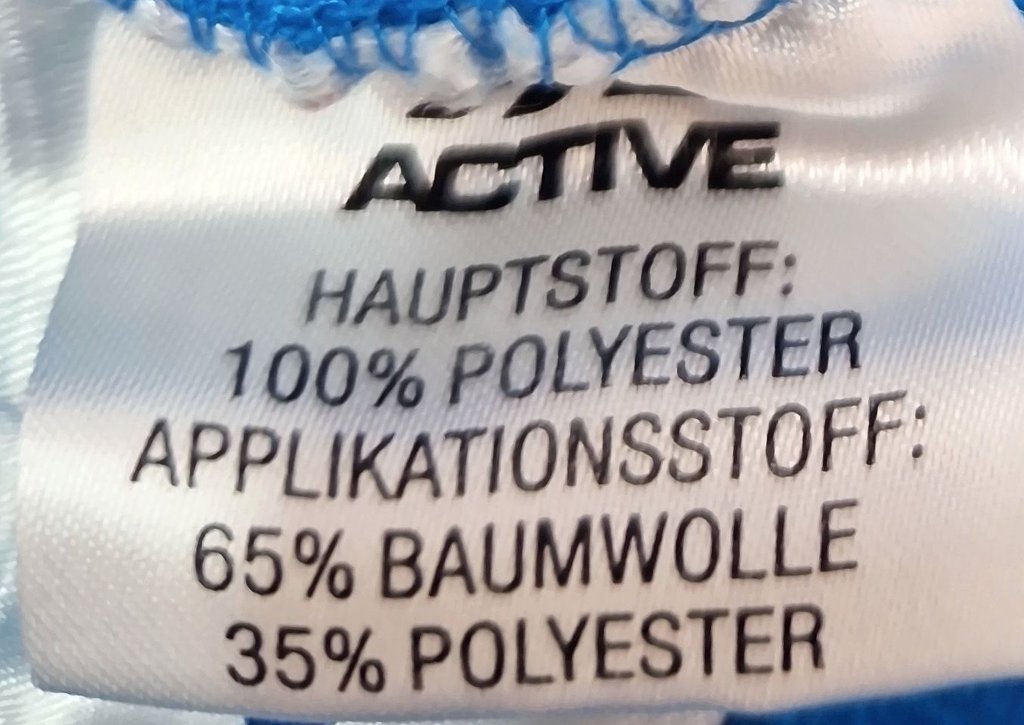 ACTIVE
HAUPTSTOFF:
100% POLYESTER
APPLIKATIONSSTOFF:
65% BAUMWOLLE
35% POLYESTER